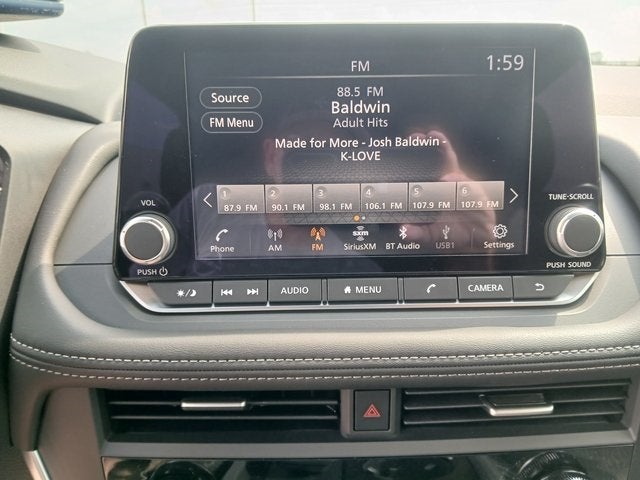 FM
1:59
Source
88.5 FM
Baldwin
FM Menu
Adult Hits
Made for More - Josh Baldwin -
K-LOVE
1 2 3 4 5 6
87.9 FM 90.1 FM 98.1 FM 106.1 FM 107.9 FM 107.9 FM
VOL
TUNE·SCROLL
sxm
Phone AM FM SiriusXM BT Audio USB1 Settings
PUSH
PUSH SOUND
AUDIO MENU CAMERA